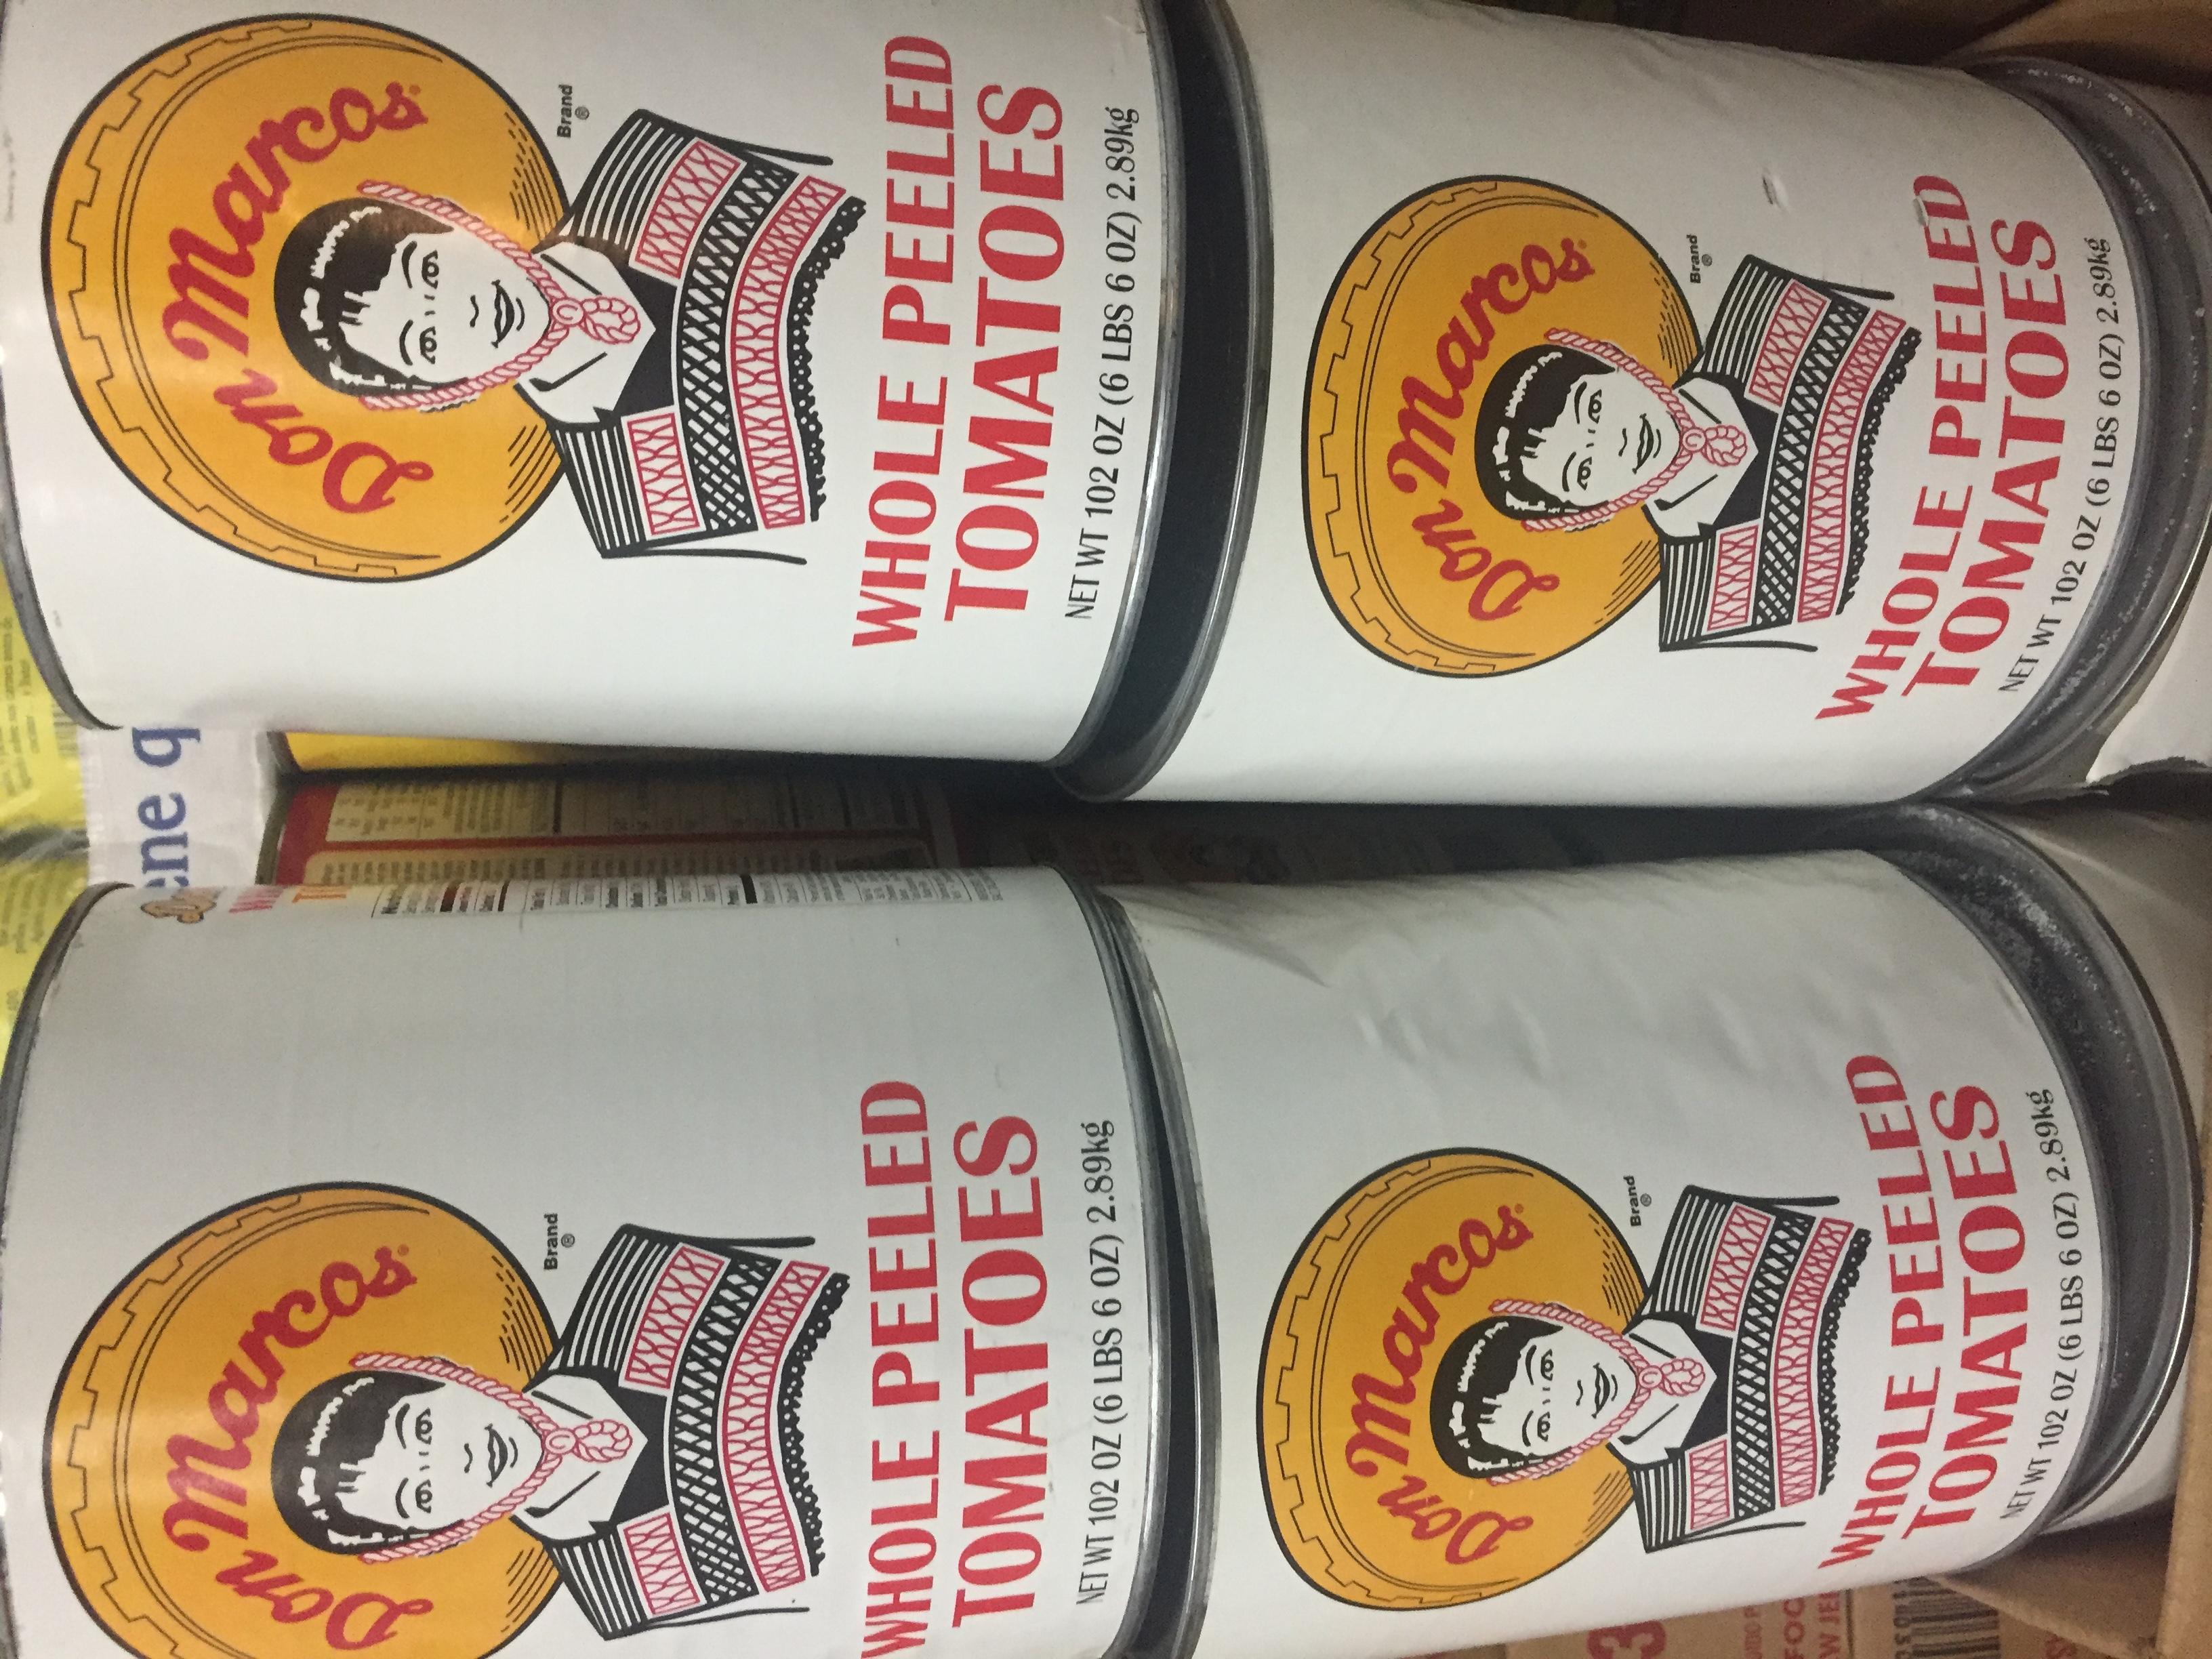 Don Marcos®
Brand
®
WHOLE PEELED
TOMATOES
NET WT 102 OZ (6 LBS 6 OZ) 2.89kg
Don Marcos®
Brand
®
WHOLE PEELED
TOMATOES
NET WT 102 OZ (6 LBS 6 OZ) 2.89kg
Don Marcos®
Brand
®
WHOLE PEELED
TOMATOES
NET WT 102 OZ (6 LBS 6 OZ) 2.89kg
Don Marcos®
Brand
®
WHOLE PEELED
TOMATOES
NET WT 102 OZ (6 LBS 6 OZ) 2.89kg
ene q
3